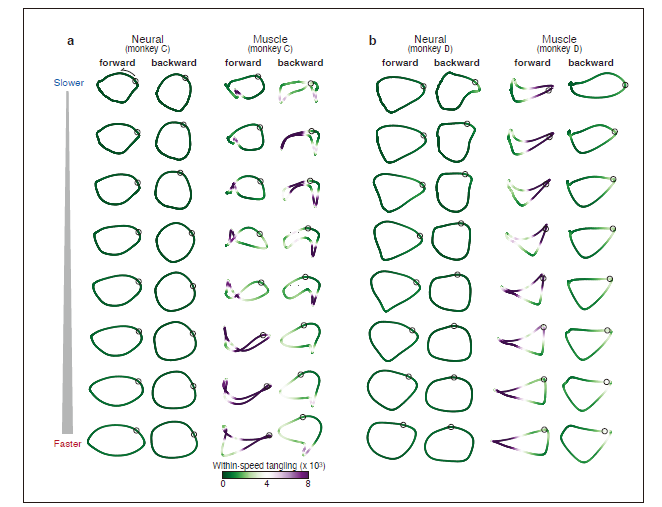 a
Neural
(monkey C)
Muscle
(monkey C)
b
Neural
(monkey D)
Muscle
(monkey D)
forward backward forward backward forward backward forward backward
Slower
Faster
Within-speed tangling (x 10³)
0 4 8